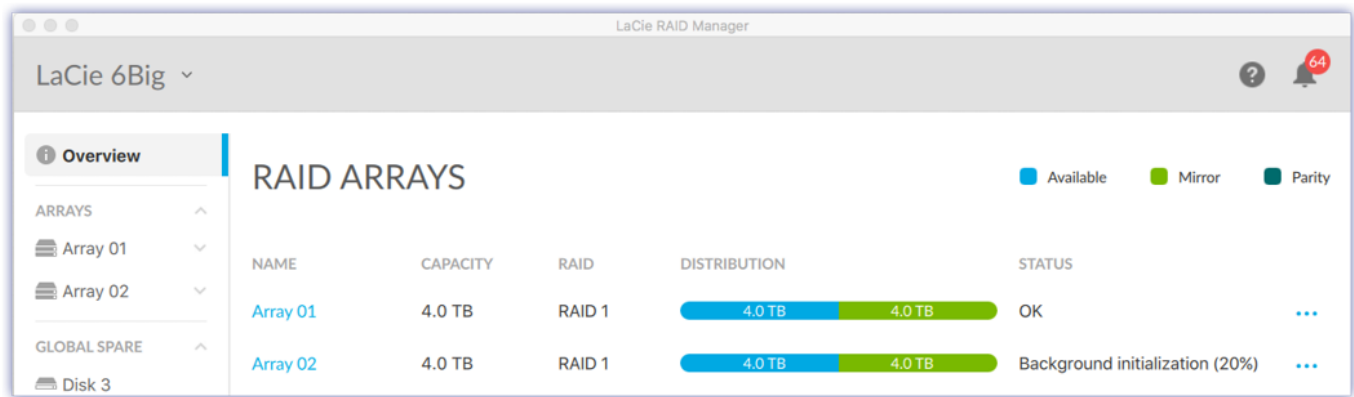 LaCie RAID Manager
LaCie 6Big
64
Overview
ARRAYS
Array 01
Array 02
GLOBAL SPARE
Disk 3
RAID ARRAYS
Available Mirror Parity
NAME CAPACITY RAID DISTRIBUTION STATUS
Array 01 4.0 TB RAID 1 4.0 TB 4.0 TB OK
Array 02 4.0 TB RAID 1 4.0 TB 4.0 TB Background initialization (20%)